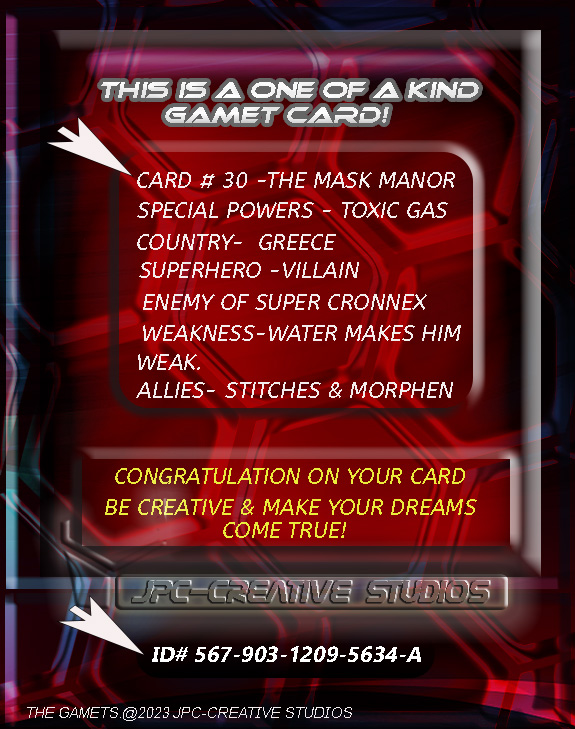 THIS IS A ONE OF A KIND
GAMET CARD!
CARD # 30 -THE MASK MANOR
SPECIAL POWERS - TOXIC GAS
COUNTRY- GREECE
SUPERHERO -VILLAIN
ENEMY OF SUPER CRONNEX
WEAKNESS-WATER MAKES HIM
WEAK.
ALLIES- STITCHES & MORPHEN
CONGRATULATION ON YOUR CARD
BE CREATIVE & MAKE YOUR DREAMS
COME TRUE!
JPC-CREATIVE STUDIOS
ID# 567-903-1209-5634-A
THE GAMETS.@2023 JPC-CREATIVE STUDIOS